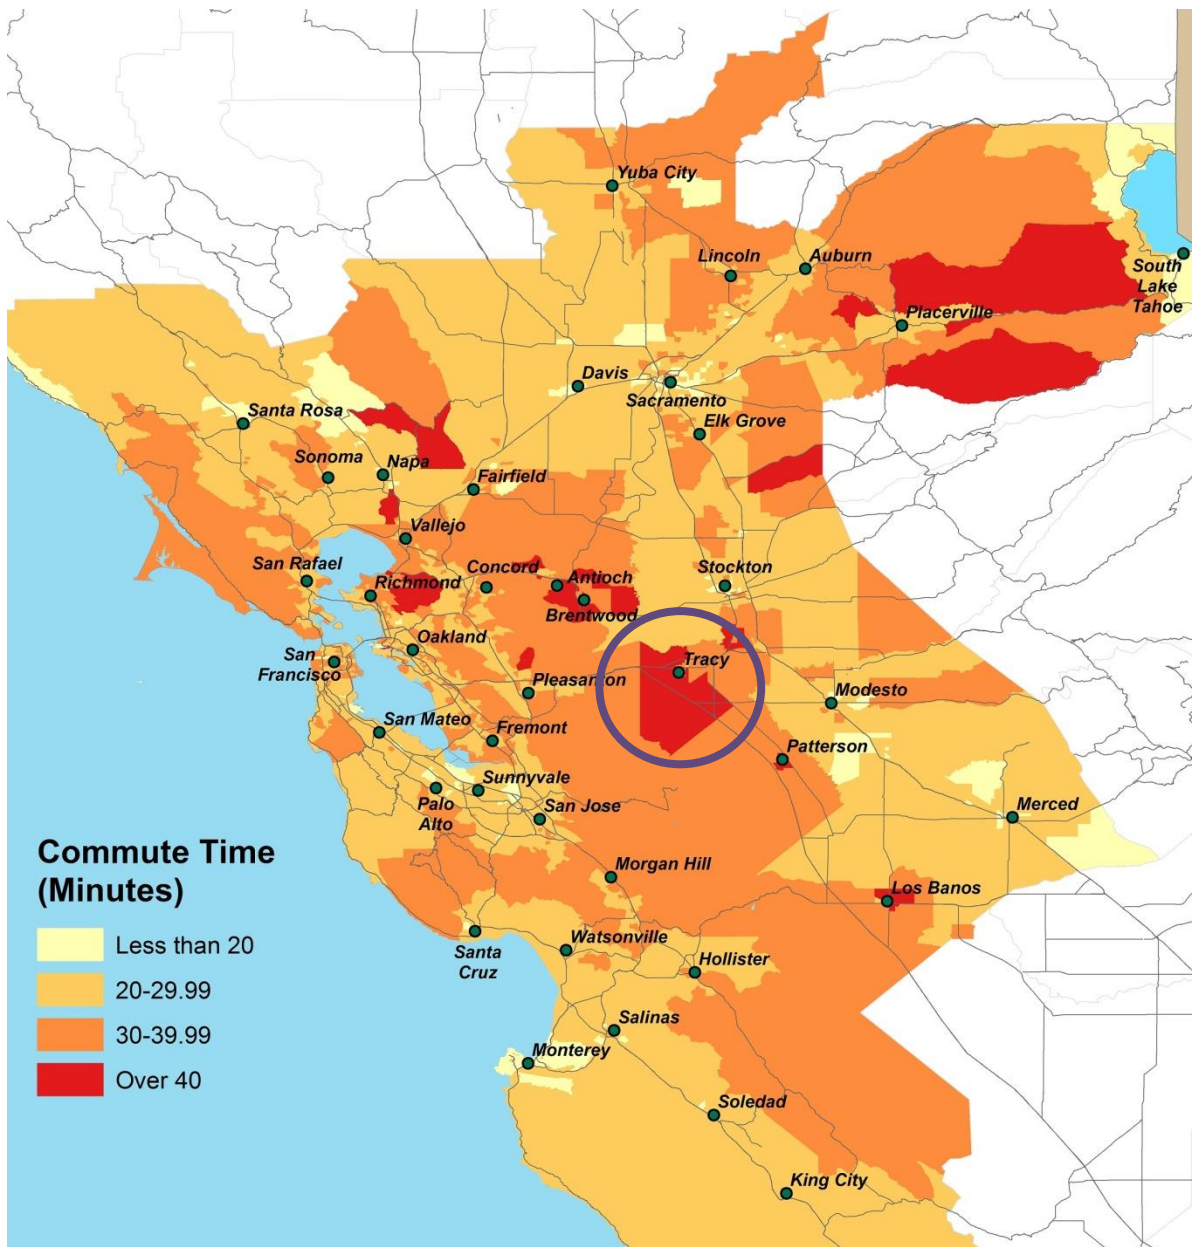 Yuba City
Lincoln
Auburn
South
Lake
Tahoe
Placerville
Davis
Sacramento
Santa Rosa
Elk Grove
Sonoma
Napa
Fairfield
Vallejo
San Rafael
Richmond
Concord
Antioch
Stockton
Brentwood
Oakland
San
Francisco
Tracy
Pleasanton
Modesto
San Mateo
Fremont
Patterson
Sunnyvale
Palo
Alto
San Jose
Merced
Commute Time
(Minutes)
Less than 20
20-29.99
30-39.99
Over 40
Morgan Hill
Los Banos
Santa
Cruz
Watsonville
Hollister
Salinas
Monterey
Soledad
King City